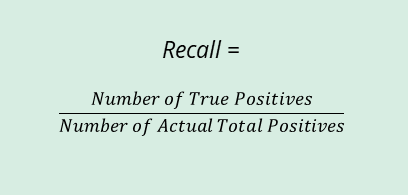 Recall =
Number of True Positives
Number of Actual Total Positives